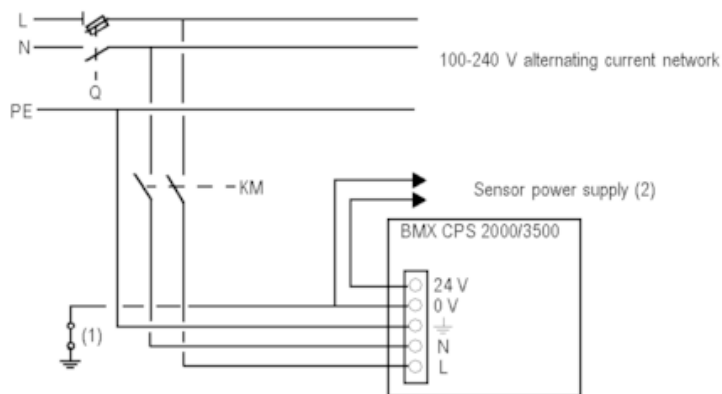 L
N
100-240 V alternating current network
Q
PE
KM
Sensor power supply (2)
BMX CPS 2000/3500
24 V
0 V
(1)
N
L